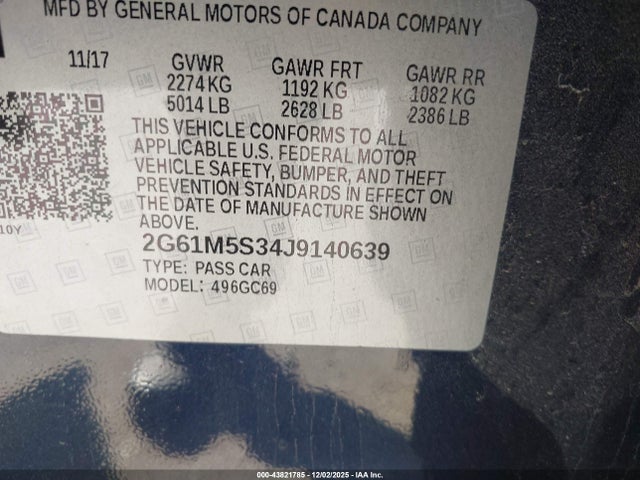 MFD BY GENERAL MOTORS OF CANADA COMPANY
11/17 GVWR GAWR FRT GAWR RR
2274 KG 1192 KG 1082 KG
5014 LB 2628 LB 2386 LB
THIS VEHICLE CONFORMS TO ALL
APPLICABLE U.S. FEDERAL MOTOR
VEHICLE SAFETY, BUMPER, AND THEFT
PREVENTION STANDARDS IN EFFECT ON
THE DATE OF MANUFACTURE SHOWN
ABOVE.
10Y
2G61M5S34J9140639
TYPE: PASS CAR
MODEL: 496GC69
000-43821785 - 12/02/2025 - IAA Inc.